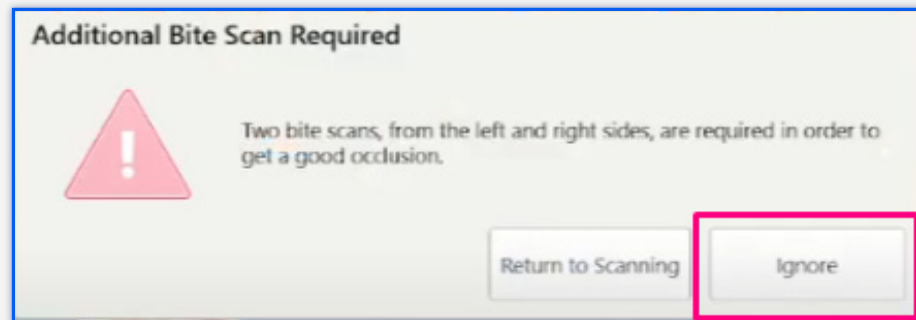 Additional Bite Scan Required
Two bite scans, from the left and right sides, are required in order to
get a good occlusion.
Return to Scanning
Ignore